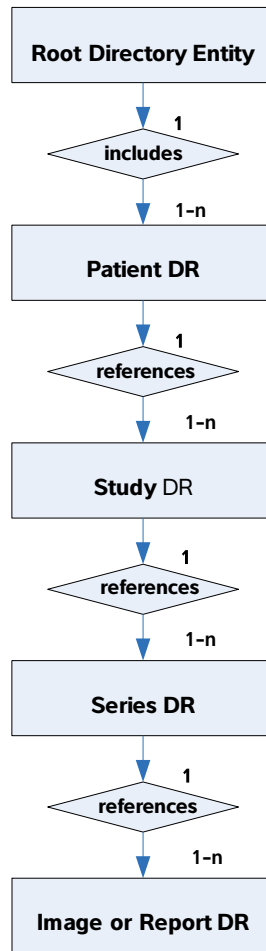 Root Directory Entity
1
includes
1-n
Patient DR
1
references
1-n
Study DR
1
references
1-n
Series DR
1
references
1-n
Image or Report DR